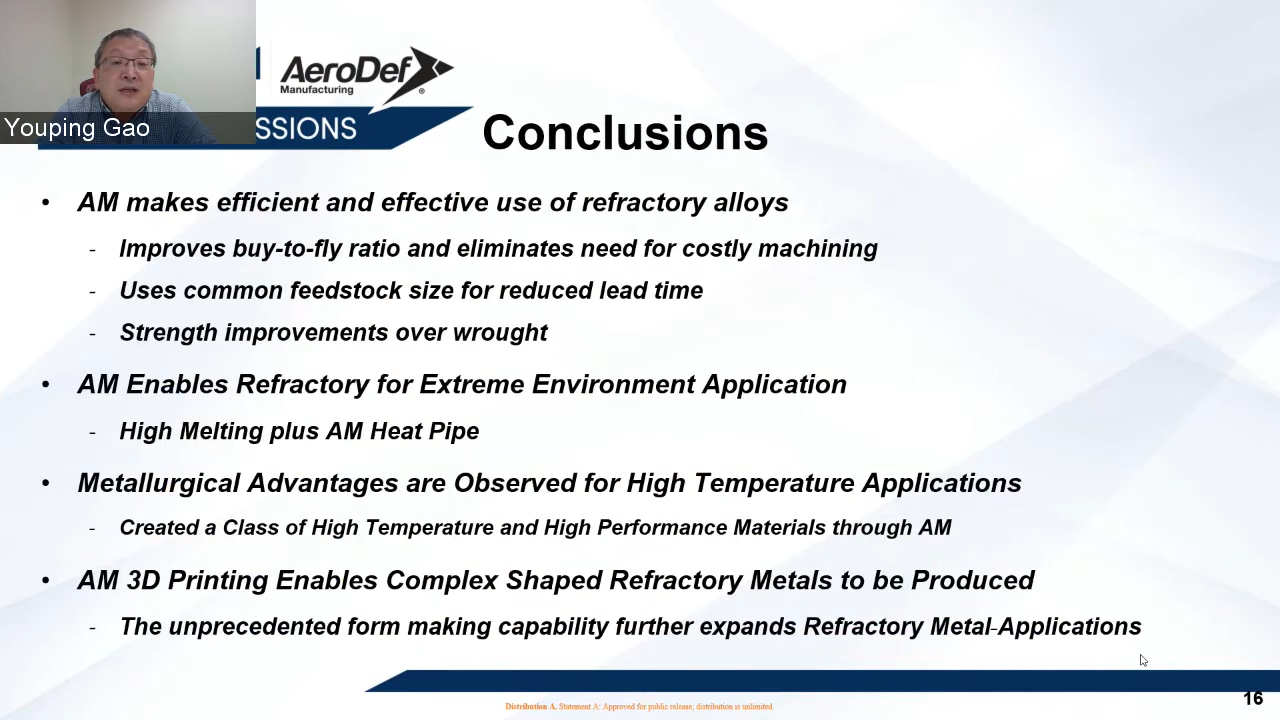 AeroDef
Manufacturing
®
Youping Gao
SSIONS
Conclusions
• AM makes efficient and effective use of refractory alloys
- Improves buy-to-fly ratio and eliminates need for costly machining
- Uses common feedstock size for reduced lead time
- Strength improvements over wrought
• AM Enables Refractory for Extreme Environment Application
- High Melting plus AM Heat Pipe
• Metallurgical Advantages are Observed for High Temperature Applications
- Created a Class of High Temperature and High Performance Materials through AM
• AM 3D Printing Enables Complex Shaped Refractory Metals to be Produced
- The unprecedented form making capability further expands Refractory Metal-Applications
16
Distribution A. Statement A: Approved for public release; distribution is unlimited.